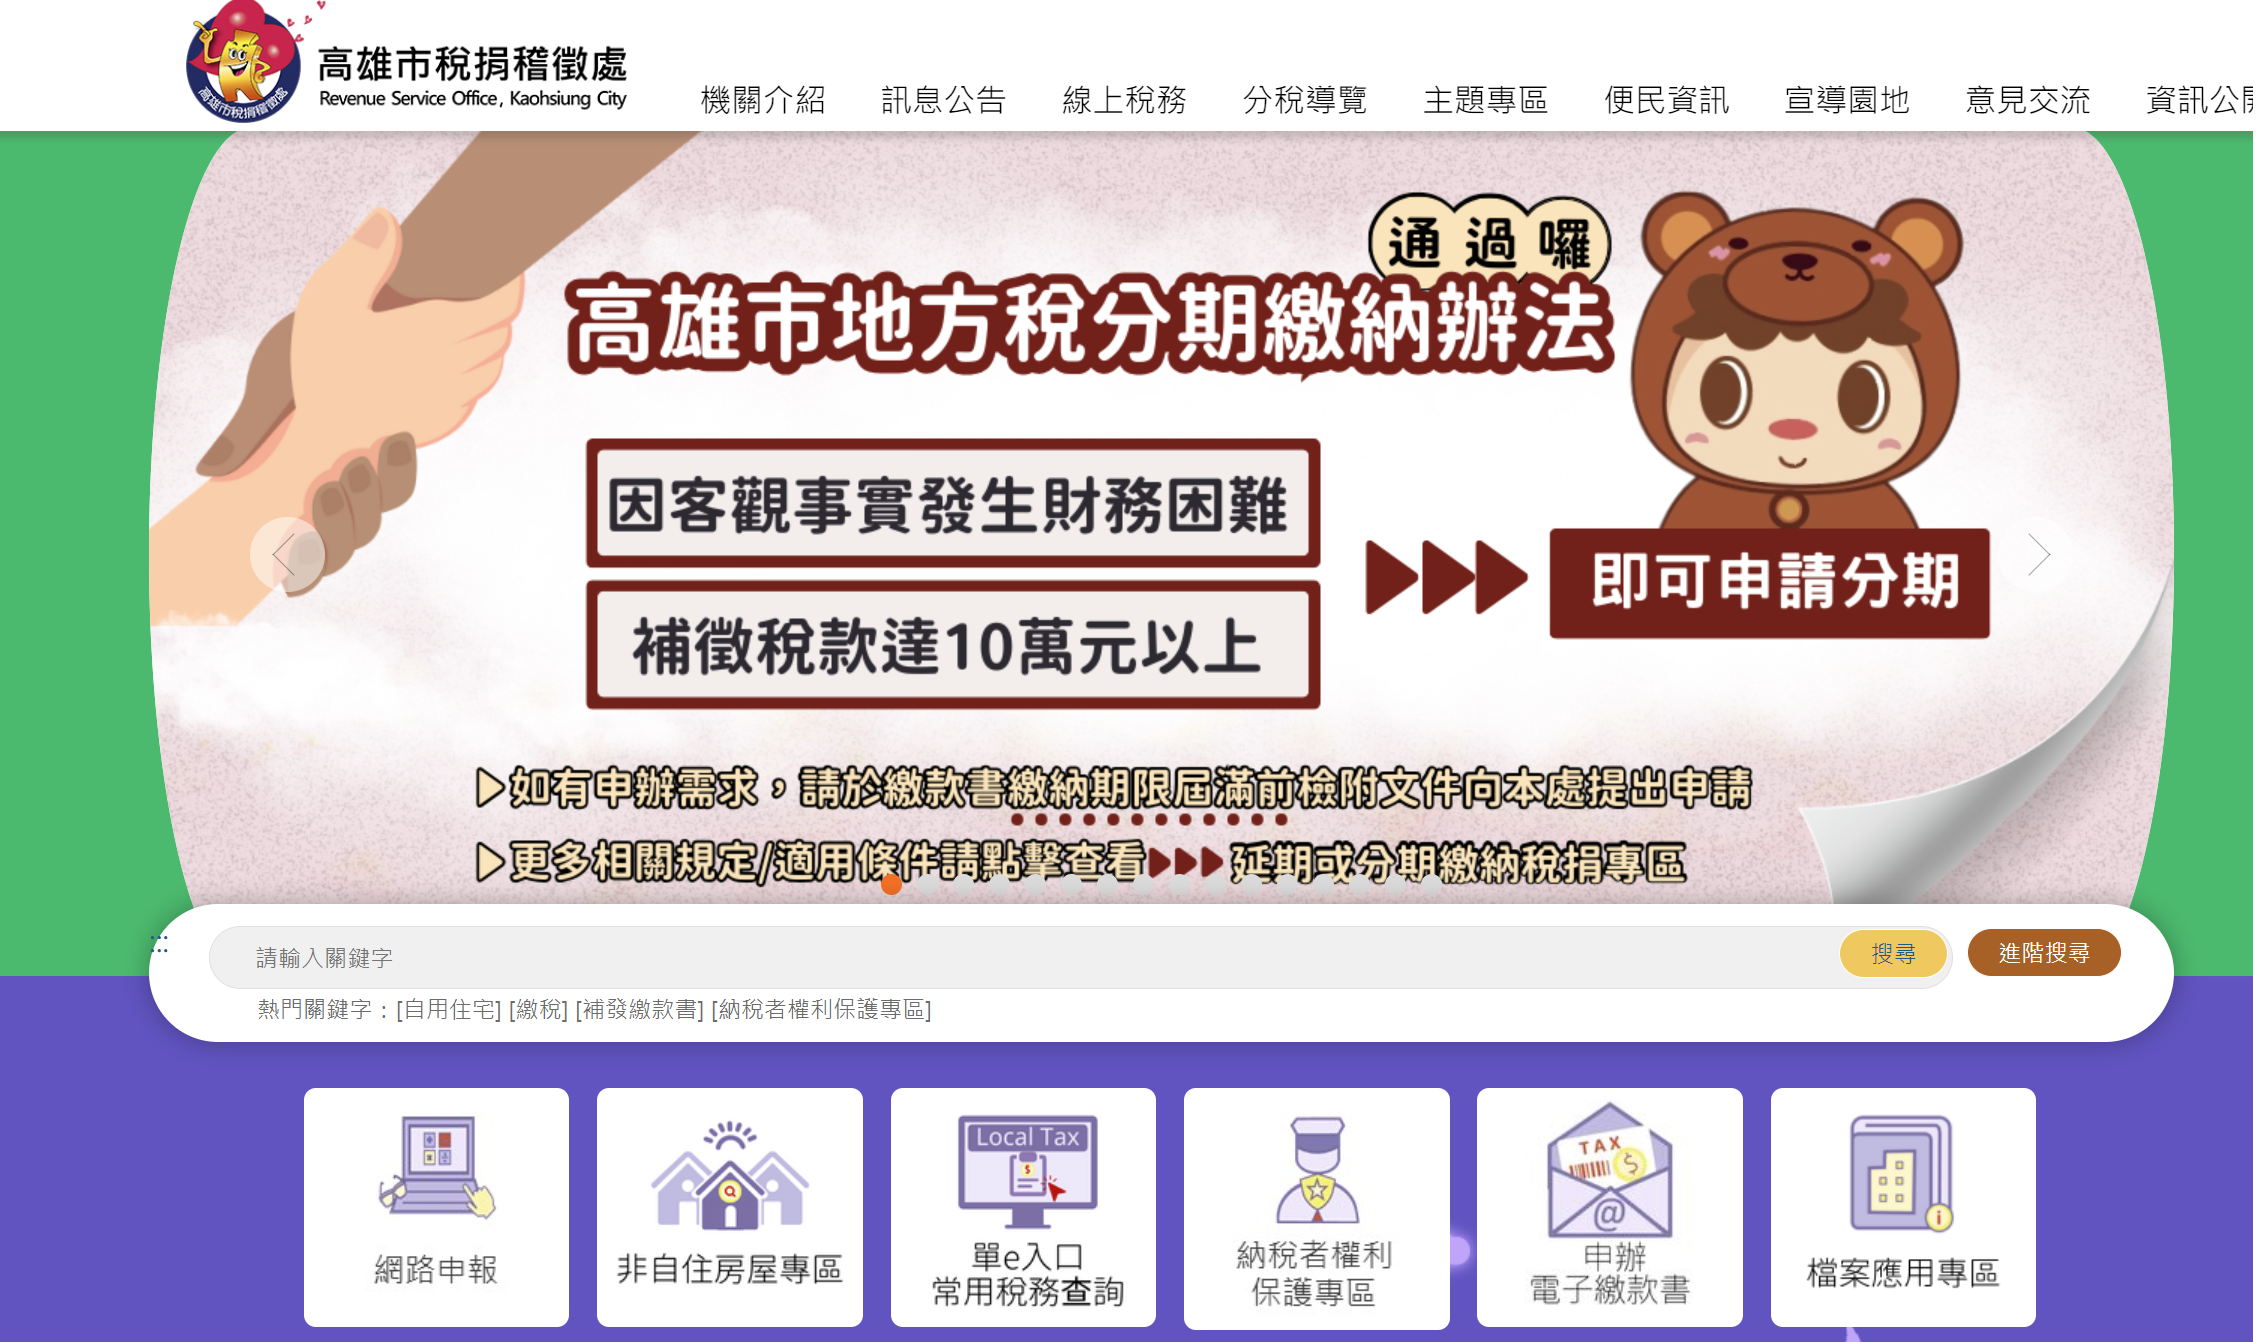 高雄市稅捐稽徵處
Revenue Service Office, Kaohsiung City
高雄市稅捐稽徵處
機關介紹 訊息公告 線上稅務 分稅導覽 主題專區 便民資訊 宣導園地 意見交流 資訊公開
通過囉
高雄市地方稅分期繳納辦法
因客觀事實發生財務困難
補徵稅款達10萬元以上
即可申請分期
▶如有申辦需求，請於繳款書繳納期限屆滿前檢附文件向本處提出申請
▶更多相關規定/適用條件請點擊查看▶▶▶延期或分期繳納稅捐專區
:::
請輸入關鍵字
搜尋
進階搜尋
熱門關鍵字：[自用住宅] [繳稅] [補發繳款書] [納稅者權利保護專區]
網路申報
非自住房屋專區
Local Tax
單e入口
常用稅務查詢
納稅者權利
保護專區
TAX
@
申辦
電子繳款書
檔案應用專區